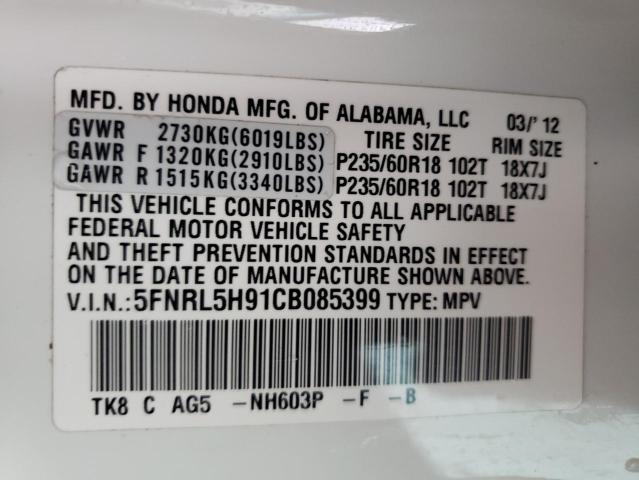 MFD. BY HONDA MFG. OF ALABAMA, LLC 03/'12
GVWR 2730KG(6019LBS) TIRE SIZE RIM SIZE
GAWR F 1320KG(2910LBS) P235/60R18 102T 18X7J
GAWR R 1515KG(3340LBS) P235/60R18 102T 18X7J
THIS VEHICLE CONFORMS TO ALL APPLICABLE
FEDERAL MOTOR VEHICLE SAFETY
AND THEFT PREVENTION STANDARDS IN EFFECT
ON THE DATE OF MANUFACTURE SHOWN ABOVE.
V.I.N.:5FNRL5H91CB085399 TYPE: MPV
TK8 C AG5 -NH603P -F -B